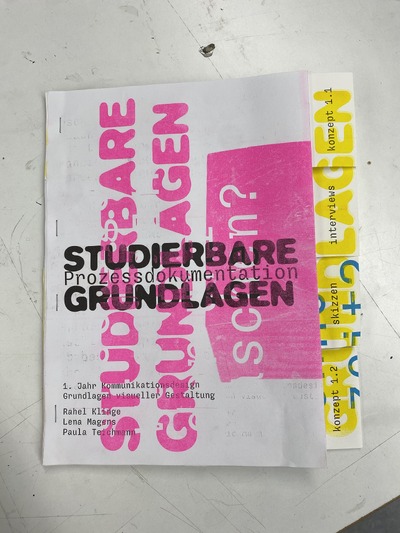 STUDIERBARE
GRUNDLAGEN
STUDIERBARE
Prozessdokumentation
GRUNDLAGEN
1. Jahr Kommunikationsdesign
Grundlagen visueller Gestaltung
Rahel Klinge
Lena Magens
Paula Teichmann
konzept 1.1
interviews
skizzen
konzept 1.2